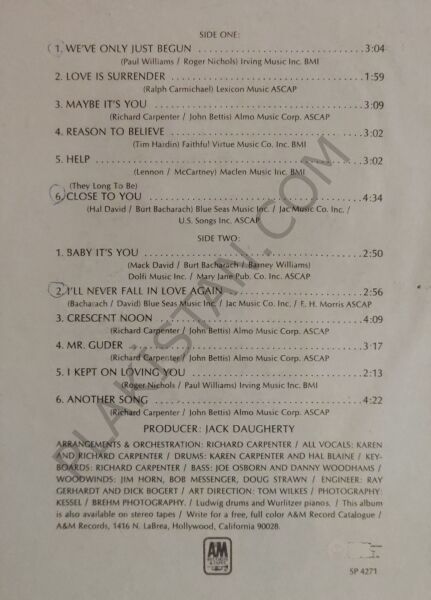 SIDE ONE:
1. WE'VE ONLY JUST BEGUN 3:04
(Paul Williams / Roger Nichols) Irving Music Inc. BMI
2. LOVE IS SURRENDER 1:59
(Ralph Carmichael) Lexicon Music ASCAP
3. MAYBE IT'S YOU 3:09
(Richard Carpenter / John Bettis) Almo Music Corp. ASCAP
4. REASON TO BELIEVE 3:02
(Tim Hardin) Faithful Virtue Music Co. Inc. BMI
5. HELP 3:02
(Lennon / McCartney) Maclen Music Inc. BMI
(They Long To Be)
6. CLOSE TO YOU 4:34
(Hal David / Burt Bacharach) Blue Seas Music Inc. / Jac Music Co. Inc. /
U.S. Songs Inc. ASCAP
SIDE TWO:
1. BABY IT'S YOU 2:50
(Mack David / Burt Bacharach / Barney Williams)
Dolfi Music Inc. / Mary Jane Pub. Co. Inc. ASCAP
2. I'LL NEVER FALL IN LOVE AGAIN 2:56
(Bacharach / David) Blue Seas Music Inc. / Jac Music Co. Inc. / E. H. Morris ASCAP
3. CRESCENT NOON 4:09
(Richard Carpenter / John Bettis) Almo Music Corp. ASCAP
4. MR. GUDER 3:17
(Richard Carpenter / John Bettis) Almo Music Corp. ASCAP
5. I KEPT ON LOVING YOU 2:13
(Roger Nichols / Paul Williams) Irving Music Inc. BMI
6. ANOTHER SONG 4:22
(Richard Carpenter / John Bettis) Almo Music Corp. ASCAP
PRODUCER: JACK DAUGHERTY
ARRANGEMENTS & ORCHESTRATION: RICHARD CARPENTER / ALL VOCALS: KAREN
AND RICHARD CARPENTER / DRUMS: KAREN CARPENTER AND HAL BLAINE / KEY-
BOARDS: RICHARD CARPENTER / BASS: JOE OSBORN AND DANNY WOODHAMS /
WOODWINDS: JIM HORN, BOB MESSENGER, DOUG STRAWN / ENGINEER: RAY
GERHARDT AND DICK BOGERT / ART DIRECTION: TOM WILKES / PHOTOGRAPHY:
KESSEL / BREHM PHOTOGRAPHY. / Ludwig drums and Wurlitzer pianos. / This album
is also available on stereo tapes / Write for a free, full color A&M Record Catalogue /
A&M Records, 1416 N. LaBrea, Hollywood, California 90028.
AM
SP 4271
PLAKISTAN.COM